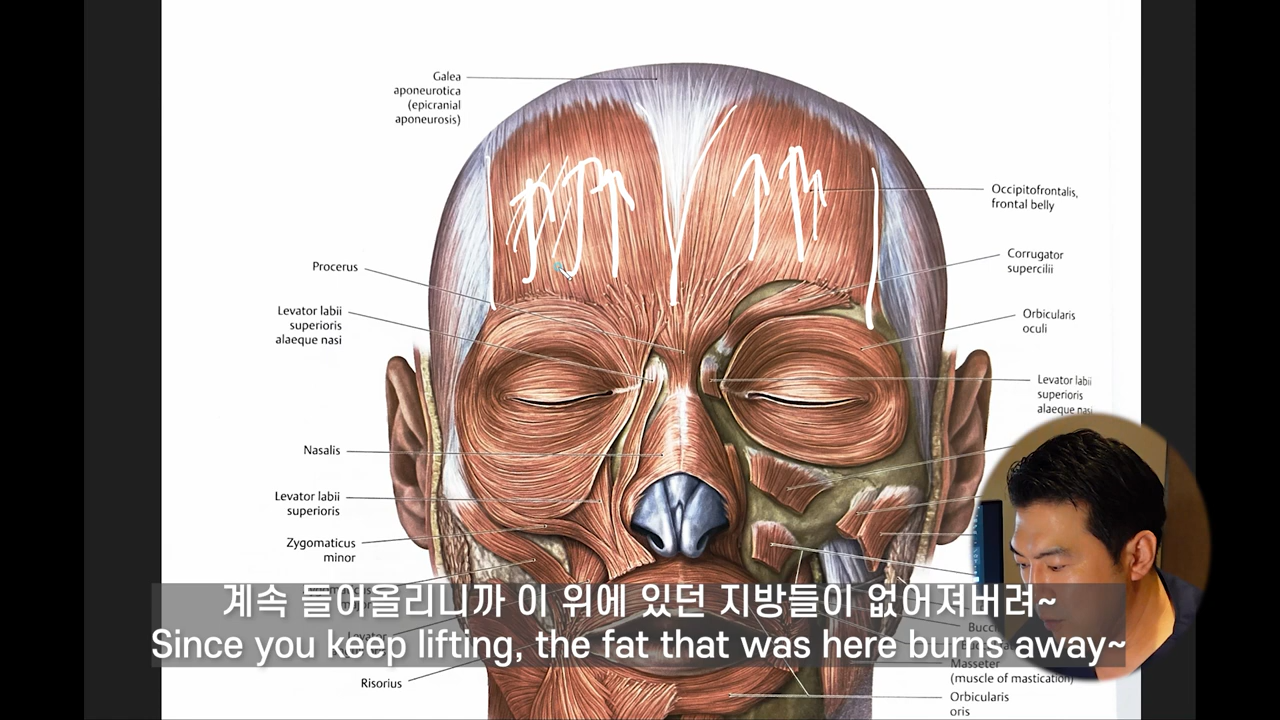 Galea
aponeurotica
(epicranial
aponeurosis)
Occipitofrontalis,
frontal belly
Corrugator
supercilii
Procerus
Levator labii
superioris
alaeque nasi
Orbicularis
oculi
Levator labii
superioris
alaeque nasi
Nasalis
Levator labii
superioris
Zygomaticus
minor
계속 들어올리니까 이 위에 있던 지방들이 없어져버려~
Since you keep lifting, the fat that was here burns away~
Levator
Masseter
(muscle of mastication)
Risorius
Orbicularis
oris